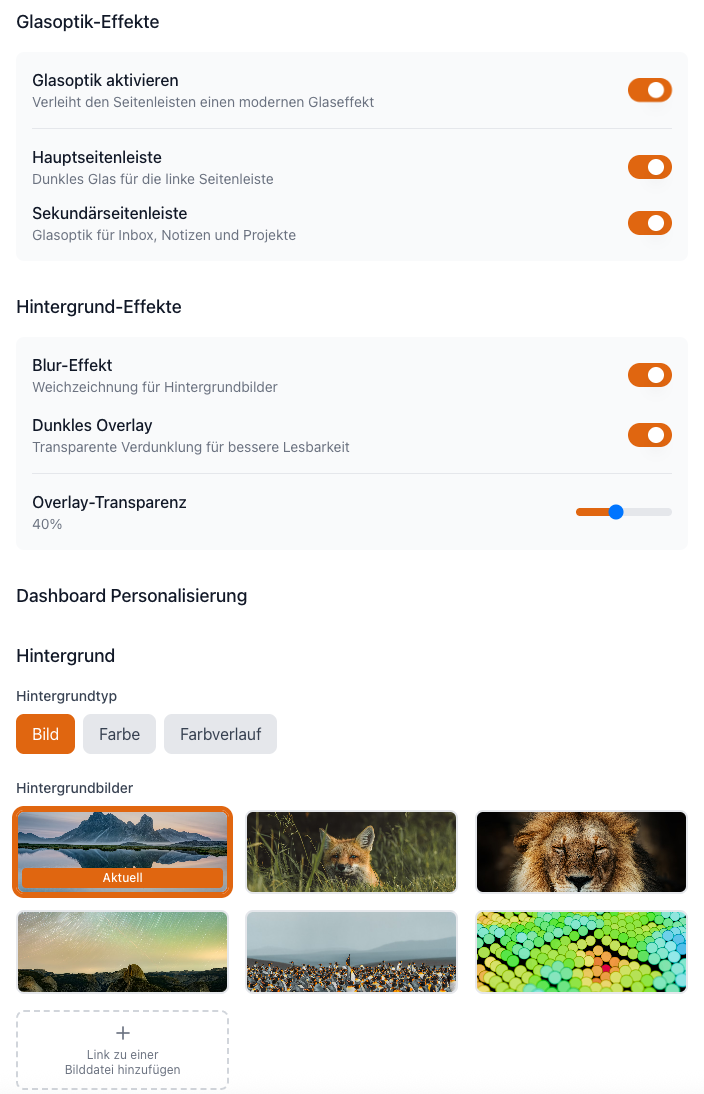 Glasoptik-Effekte
Glasoptik aktivieren
Verleiht den Seitenleisten einen modernen Glaseffekt
Hauptseitenleiste
Dunkles Glas für die linke Seitenleiste
Sekundärseitenleiste
Glasoptik für Inbox, Notizen und Projekte
Hintergrund-Effekte
Blur-Effekt
Weichzeichnung für Hintergrundbilder
Dunkles Overlay
Transparente Verdunklung für bessere Lesbarkeit
Overlay-Transparenz
40%
Dashboard Personalisierung
Hintergrund
Hintergrundtyp
Bild Farbe Farbverlauf
Hintergrundbilder
Aktuell
Link zu einer
Bilddatei hinzufügen